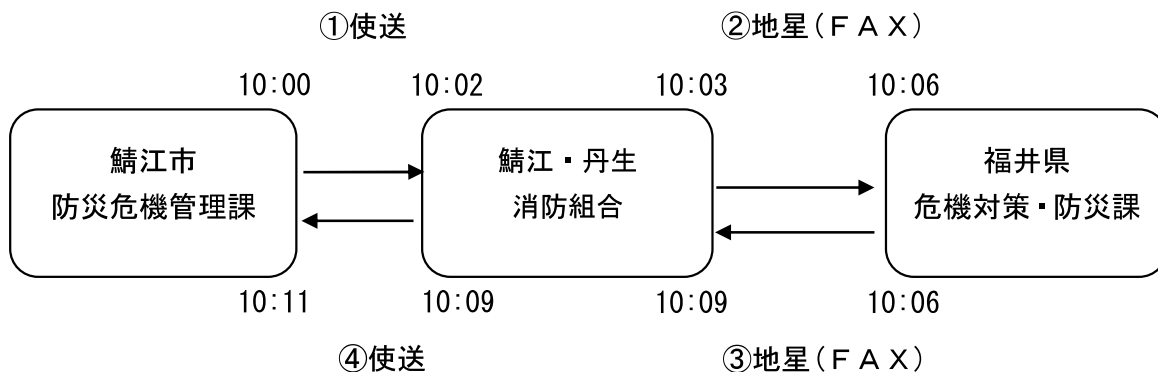 ①使送
②地星(ＦＡＸ)
10:00
10:02
10:03
10:06
鯖江市
防災危機管理課
鯖江・丹生
消防組合
福井県
危機対策・防災課
10:11
10:09
10:09
10:06
④使送
③地星(ＦＡＸ)